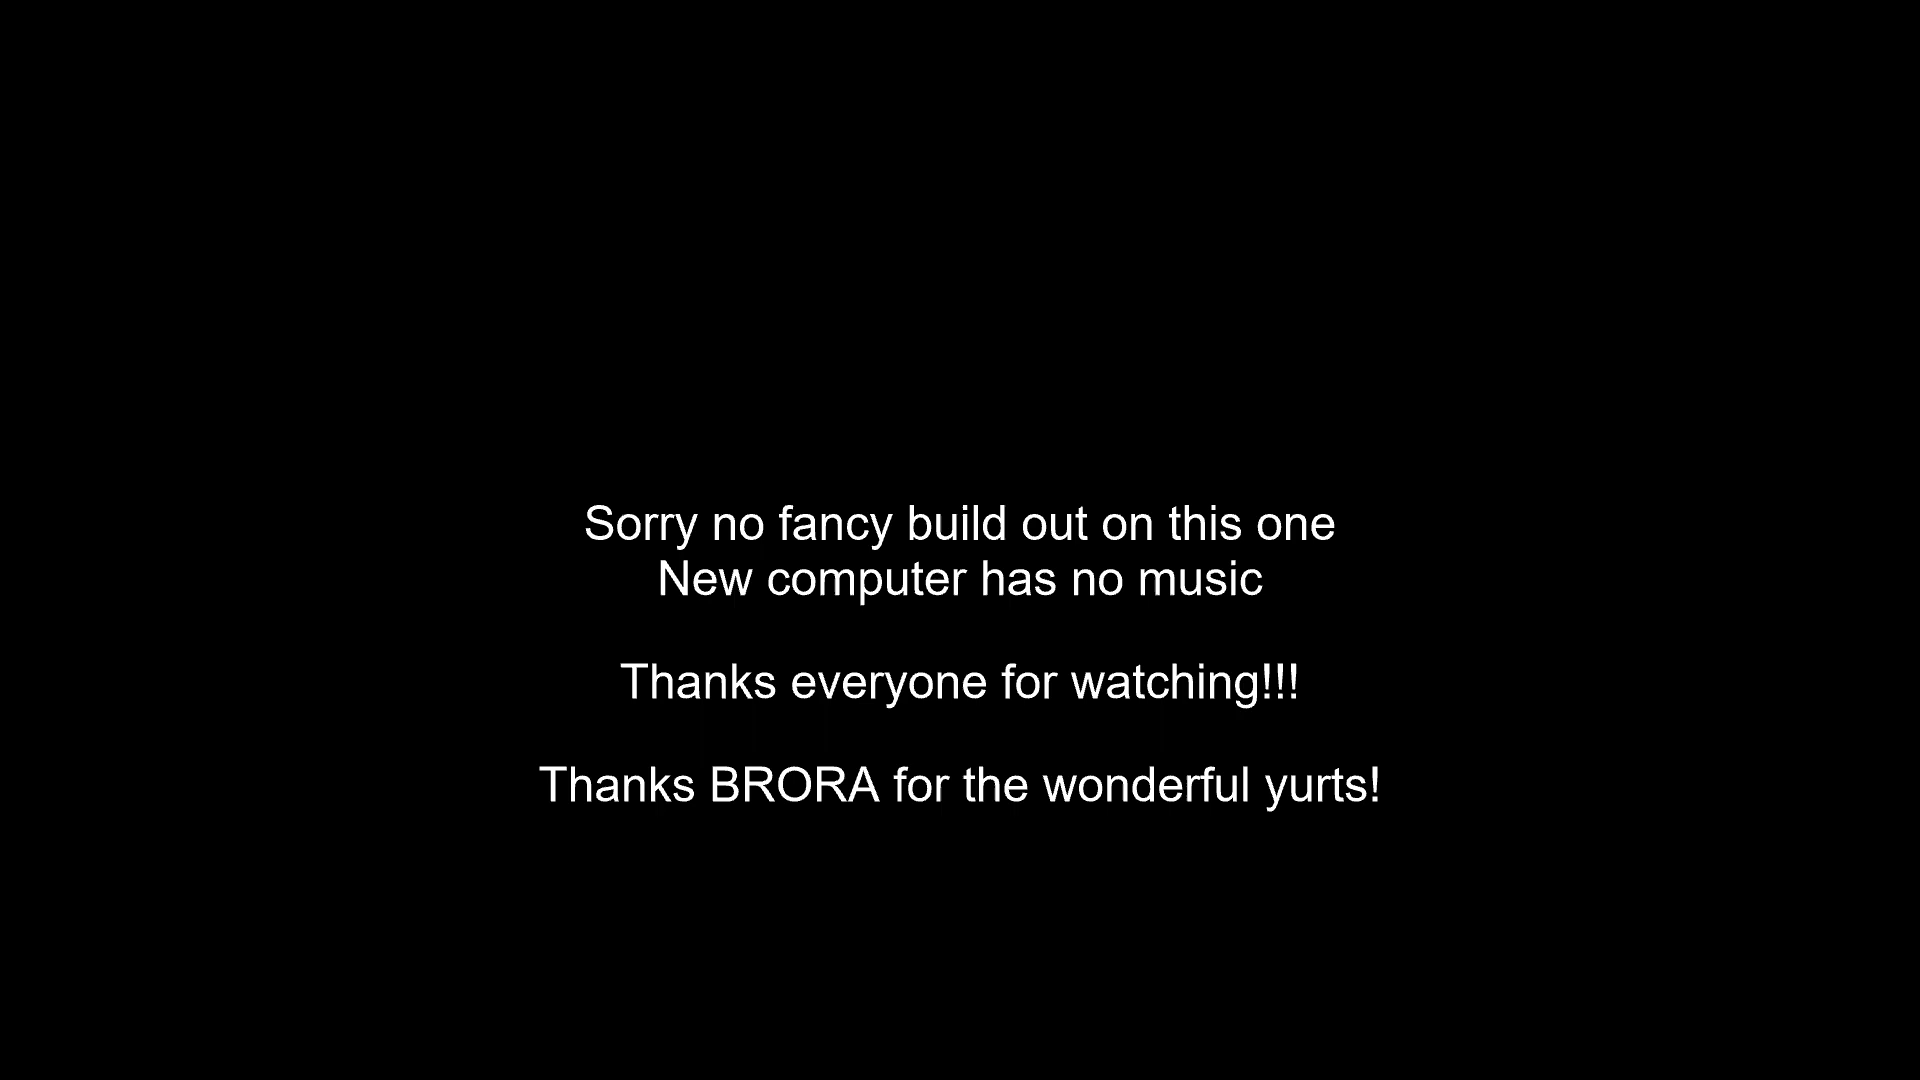 Sorry no fancy build out on this one
New computer has no music
Thanks everyone for watching!!!
Thanks BRORA for the wonderful yurts!